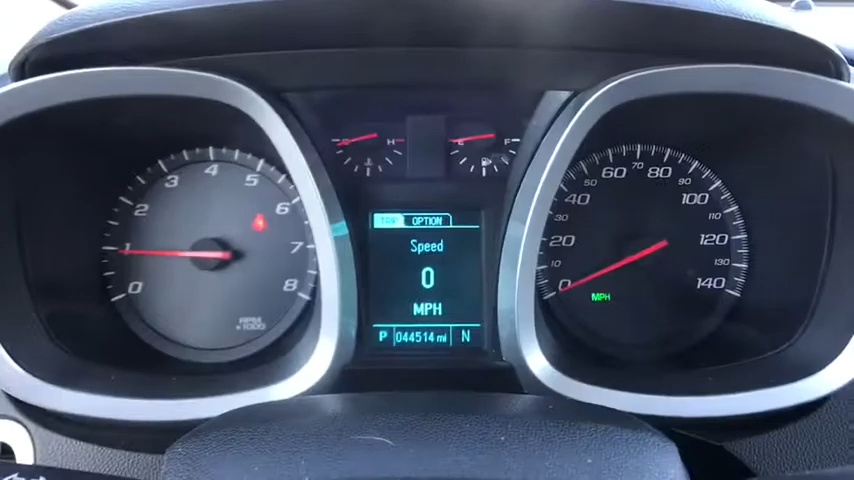 0 1 2 3 4 5 6 7 8
RPM
×1000
C H
E F
TRIP OPTION
Speed
0
MPH
P 044514 mi N
0 10 20 30 40 50 60 70 80 90 100 110 120 130 140
MPH